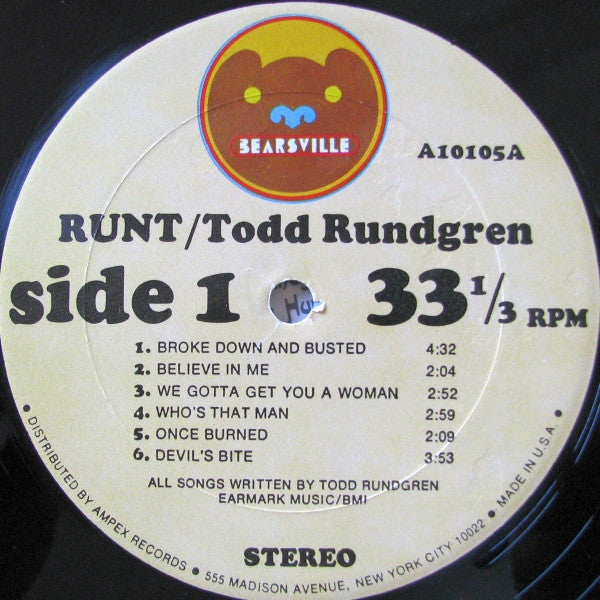 BEARSVILLE
A10105A
RUNT/Todd Rundgren
side 1 33 1/3 RPM
1. BROKE DOWN AND BUSTED 4:32
2. BELIEVE IN ME 2:04
3. WE GOTTA GET YOU A WOMAN 2:52
4. WHO'S THAT MAN 2:59
5. ONCE BURNED 2:09
6. DEVIL'S BITE 3:53
ALL SONGS WRITTEN BY TODD RUNDGREN
EARMARK MUSIC/BMI
STEREO
• DISTRIBUTED BY AMPEX RECORDS • 555 MADISON AVENUE, NEW YORK CITY 10022 • MADE IN U.S.A. •